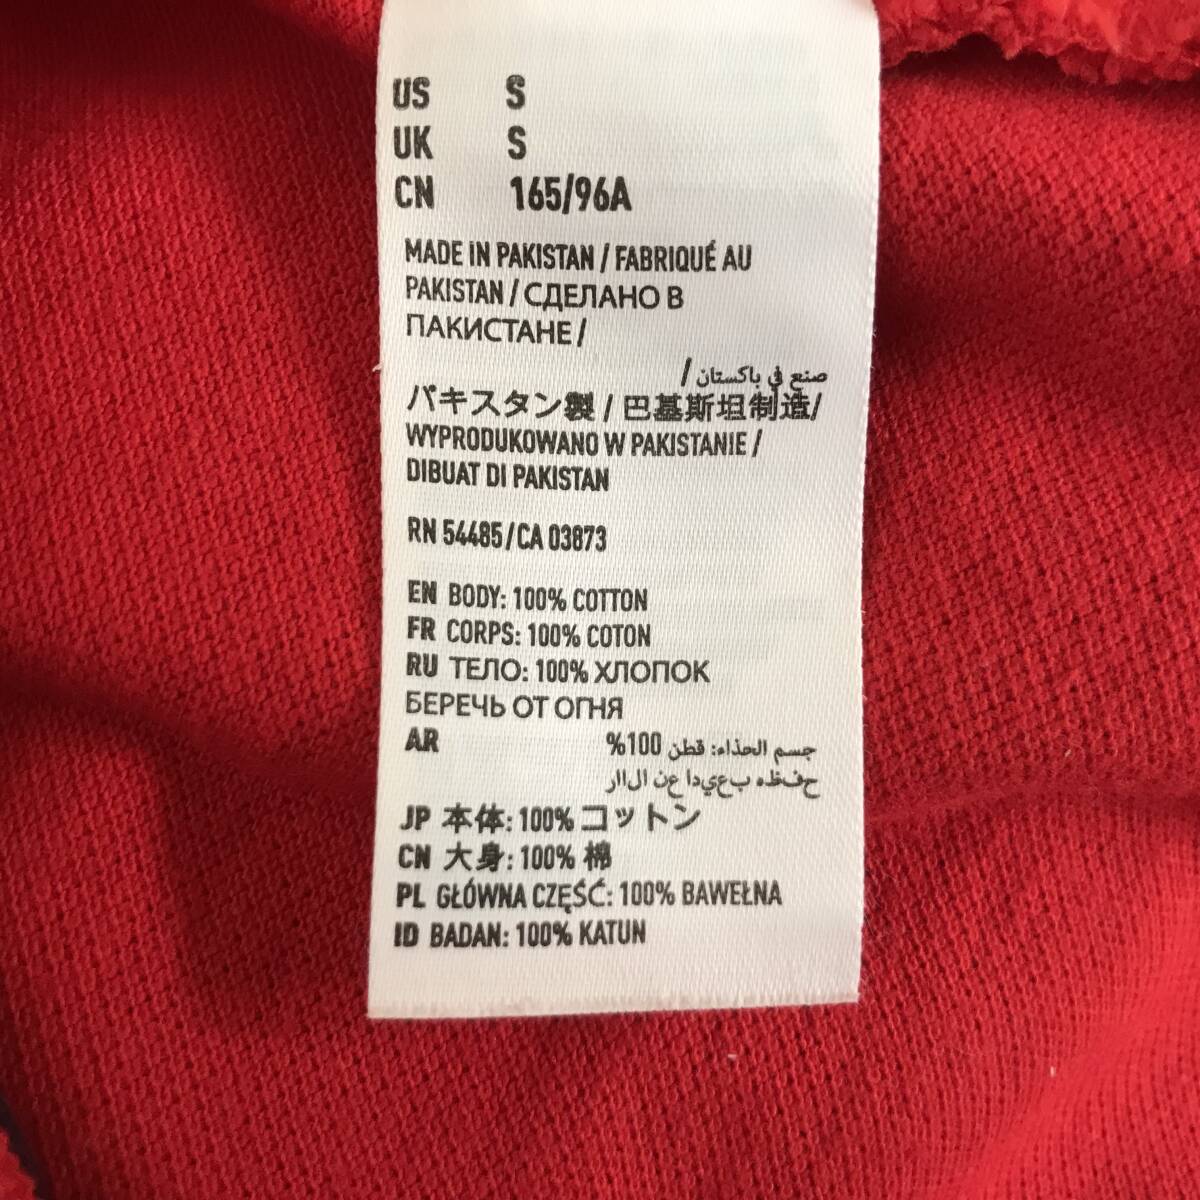 US S
UK S
CN 165/96A
MADE IN PAKISTAN / FABRIQUÉ AU
PAKISTAN / СДЕЛАНО В
ПАКИСТАНЕ /
صنع في باكستان /
パキスタン製 / 巴基斯坦制造/
WYPRODUKOWANO W PAKISTANIE /
DIBUAT DI PAKISTAN
RN 54485/CA 03873
EN BODY: 100% COTTON
FR CORPS: 100% COTON
RU ТЕЛО: 100% ХЛОПОК
БЕРЕЧЬ ОТ ОГНЯ
AR جسم الحذاء: قطن 100%
حفظه بعيدا عن الار
JP 本体: 100% コットン
CN 大身: 100% 棉
PL GŁÓWNA CZĘŚĆ: 100% BAWEŁNA
ID BADAN: 100% KATUN